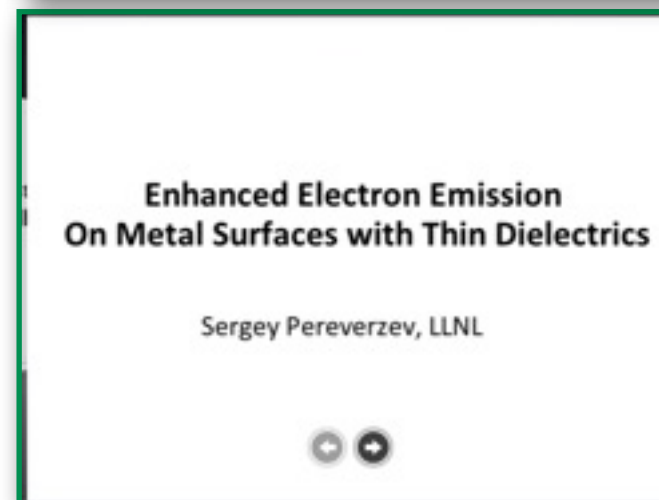 Enhanced Electron Emission
On Metal Surfaces with Thin Dielectrics
Sergey Pereverzev, LLNL